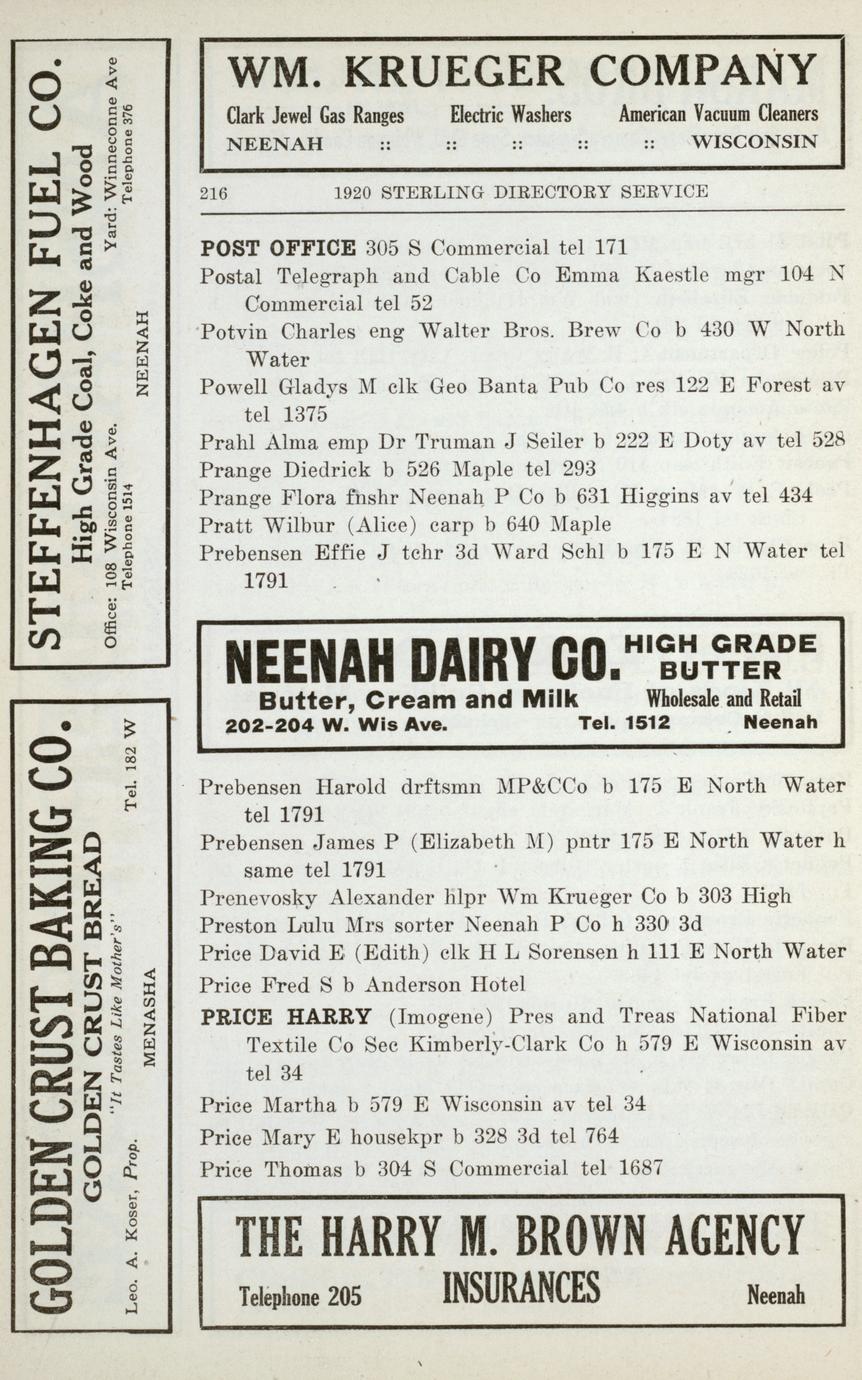 WM. KRUEGER COMPANY
Clark Jewel Gas Ranges Electric Washers American Vacuum Cleaners
NEENAH :: :: :: :: :: WISCONSIN
216 1920 STERLING DIRECTORY SERVICE
POST OFFICE 305 S Commercial tel 171
Postal Telegraph and Cable Co Emma Kaestle mgr 104 N
Commercial tel 52
Potvin Charles eng Walter Bros. Brew Co b 430 W North
Water
Powell Gladys M clk Geo Banta Pub Co res 122 E Forest av
tel 1375
Prahl Alma emp Dr Truman J Seiler b 222 E Doty av tel 528
Prange Diedrick b 526 Maple tel 293
Prange Flora fnshr Neenah P Co b 631 Higgins av tel 434
Pratt Wilbur (Alice) carp b 640 Maple
Prebensen Effie J tchr 3d Ward Schl b 175 E N Water tel
1791
NEENAH DAIRY CO. HIGH GRADE
BUTTER
Butter, Cream and Milk Wholesale and Retail
202-204 W. Wis Ave. Tel. 1512 Neenah
Prebensen Harold drftsmn MP&CCo b 175 E North Water
tel 1791
Prebensen James P (Elizabeth M) pntr 175 E North Water h
same tel 1791
Prenevosky Alexander hlpr Wm Krueger Co b 303 High
Preston Lulu Mrs sorter Neenah P Co h 330 3d
Price David E (Edith) clk H L Sorensen h 111 E North Water
Price Fred S b Anderson Hotel
PRICE HARRY (Imogene) Pres and Treas National Fiber
Textile Co Sec Kimberly-Clark Co h 579 E Wisconsin av
tel 34
Price Martha b 579 E Wisconsin av tel 34
Price Mary E housekpr b 328 3d tel 764
Price Thomas b 304 S Commercial tel 1687
THE HARRY M. BROWN AGENCY
Telephone 205 INSURANCES Neenah
STEFFENHAGEN FUEL CO.
High Grade Coal, Coke and Wood
Office: 108 Wisconsin Ave. Yard: Winneconne Ave
Telephone 1514 Telephone 376
NEENAH
GOLDEN CRUST BAKING CO.
GOLDEN CRUST BREAD
"It Tastes Like Mother's"
Leo. A. Koser, Prop. Tel. 182 W
MENASHA